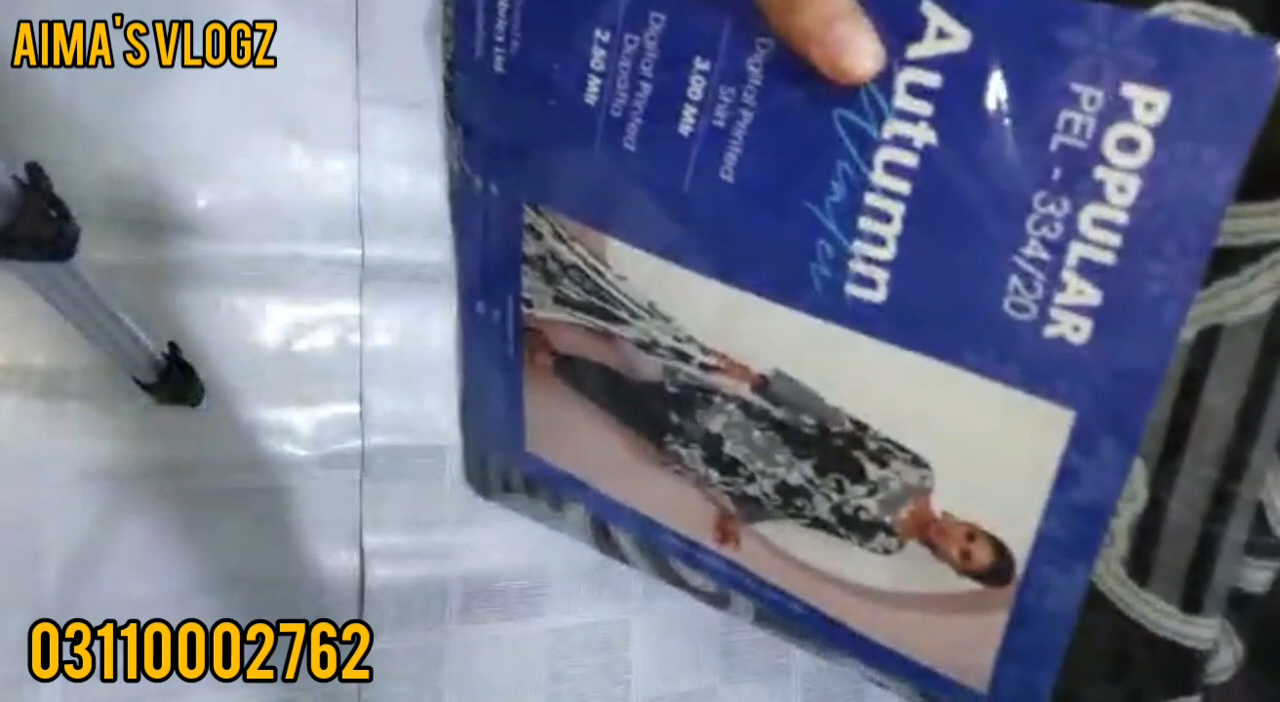 AIMA'S VLOGZ
POPULAR
PEL - 334/20
Autumn
Winter
Digital Printed
Shirt
3.00 Mtr
Digital Printed
Dupatta
2.50 Mtr
03110002762